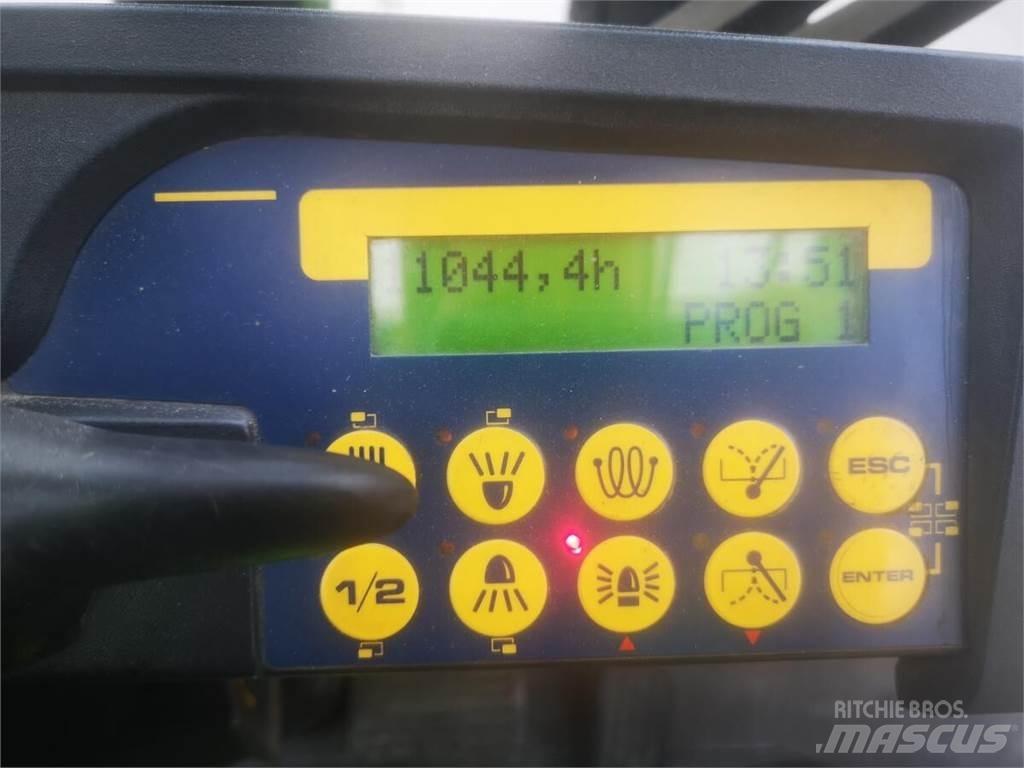 1044,4h 13:51
PROG 1
ESC
1/2
ENTER
RITCHIE BROS.
MASCUS